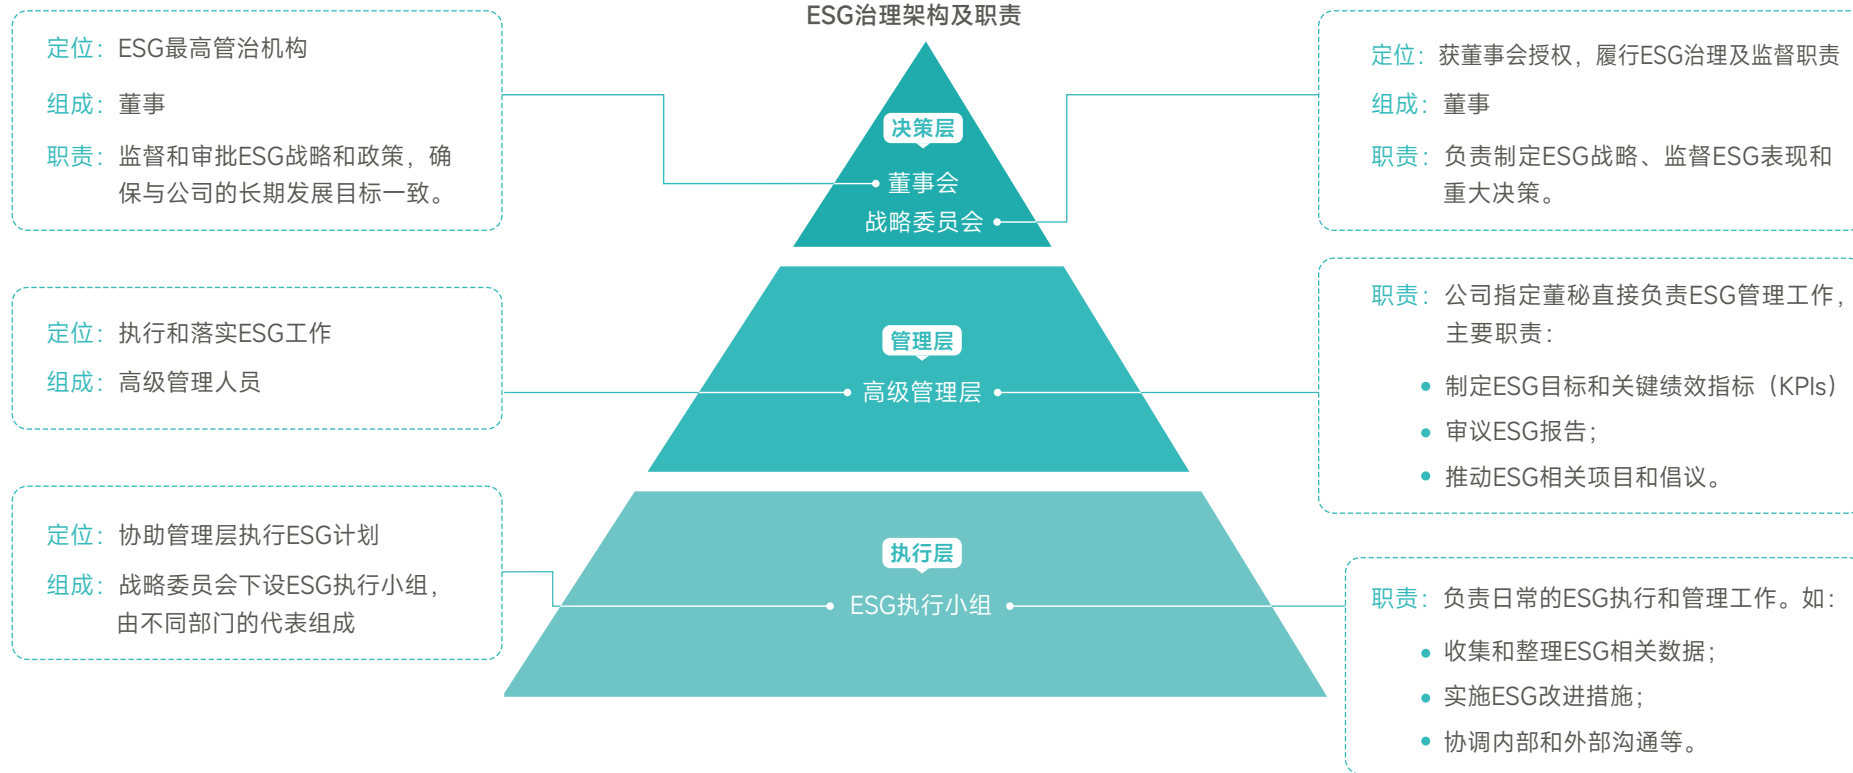 ESG治理架构及职责
定位：ESG最高管治机构
组成：董事
职责：监督和审批ESG战略和政策，确
保与公司的长期发展目标一致。
决策层
董事会
战略委员会
定位：获董事会授权，履行ESG治理及监督职责
组成：董事
职责：负责制定ESG战略、监督ESG表现和
重大决策。
定位：执行和落实ESG工作
组成：高级管理人员
管理层
高级管理层
职责：公司指定董秘直接负责ESG管理工作，
主要职责：
• 制定ESG目标和关键绩效指标（KPIs）
• 审议ESG报告；
• 推动ESG相关项目和倡议。
定位：协助管理层执行ESG计划
组成：战略委员会下设ESG执行小组，
由不同部门的代表组成
执行层
ESG执行小组
职责：负责日常的ESG执行和管理工作。如：
• 收集和整理ESG相关数据；
• 实施ESG改进措施；
• 协调内部和外部沟通等。